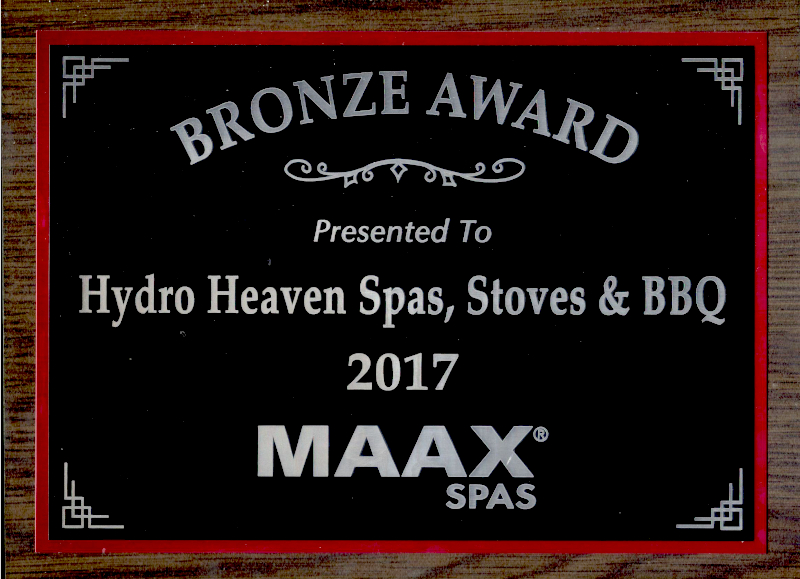 BRONZE AWARD
Presented To
Hydro Heaven Spas, Stoves & BBQ
2017
MAAX®
SPAS